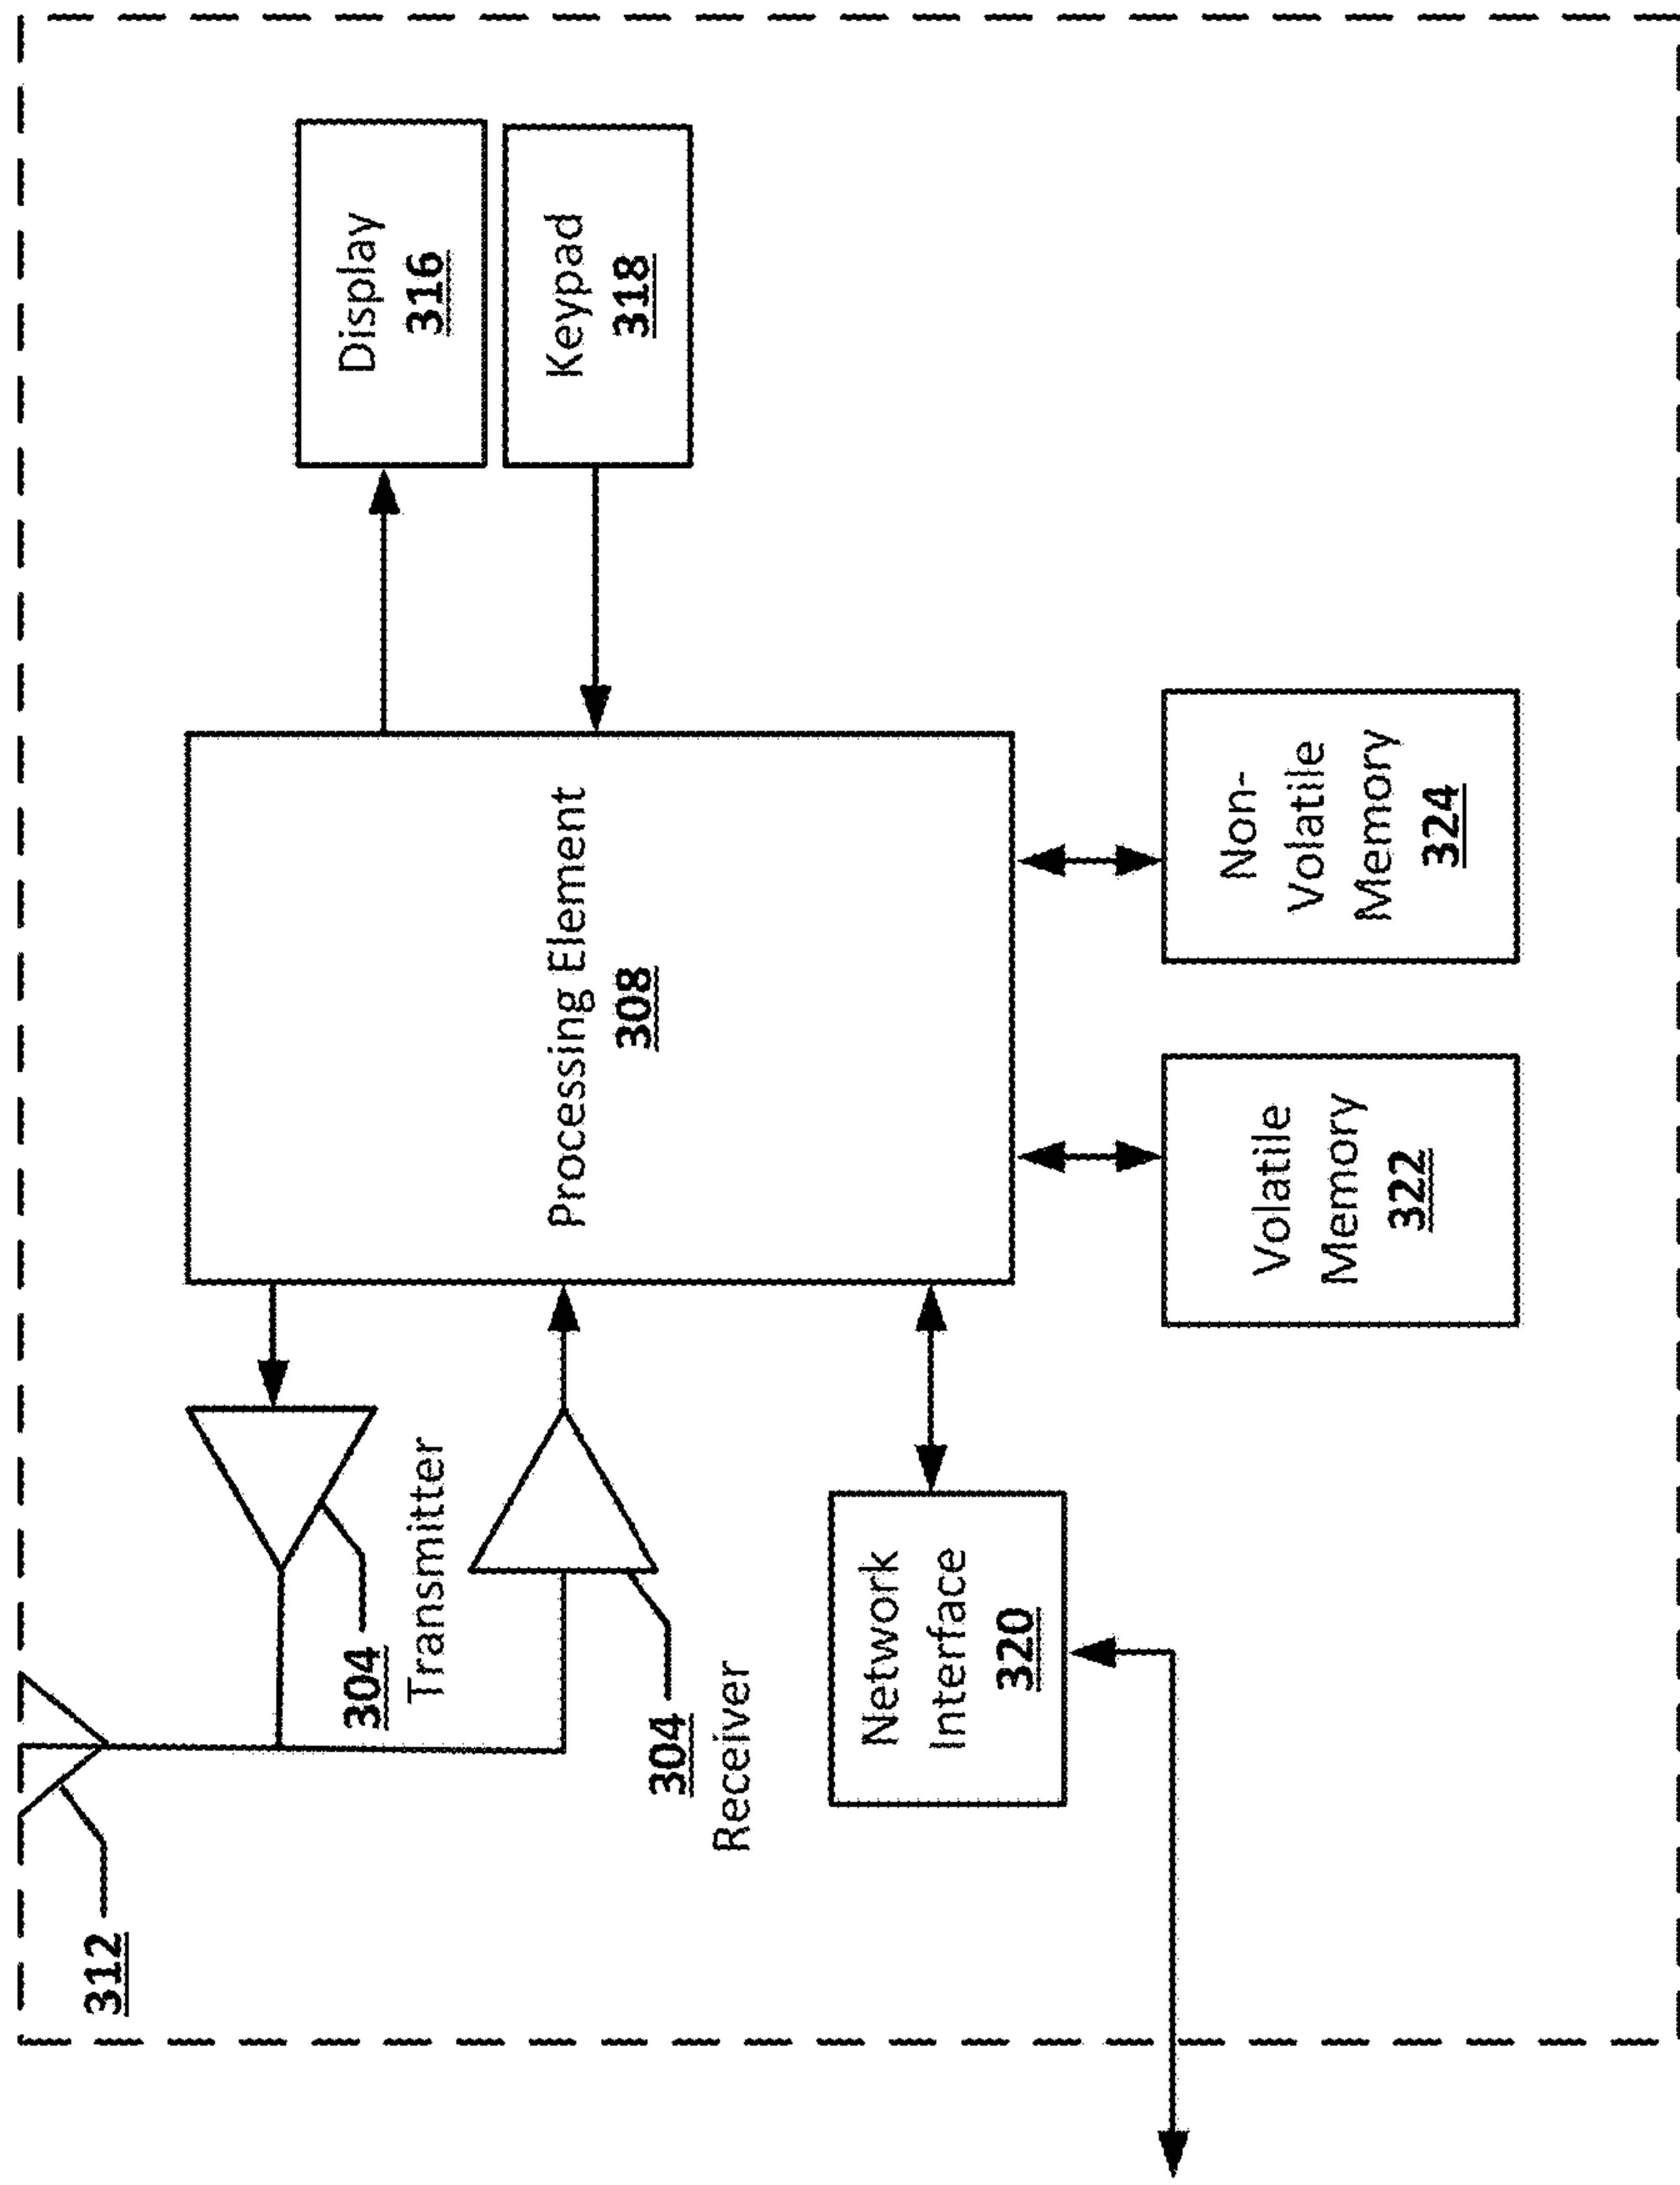 312
304
Transmitter
304
Receiver
Network
Interface
320
Processing Element
308
Display
316
Keypad
318
Volatile
Memory
322
Non-
Volatile
Memory
324